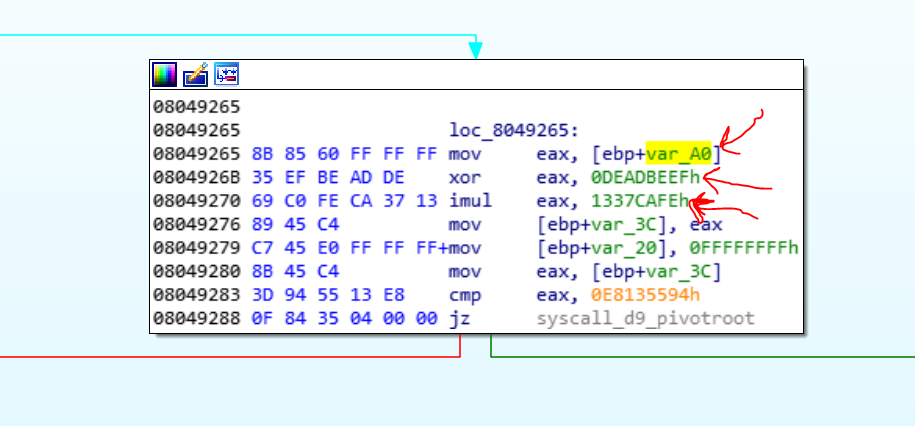 08049265
08049265 loc_8049265:
08049265 8B 85 60 FF FF FF mov eax, [ebp+var_A0]
0804926B 35 EF BE AD DE xor eax, 0DEADBEEFh
08049270 69 C0 FE CA 37 13 imul eax, 1337CAFEh
08049276 89 45 C4 mov [ebp+var_3C], eax
08049279 C7 45 E0 FF FF FF+mov [ebp+var_20], 0FFFFFFFFh
08049280 8B 45 C4 mov eax, [ebp+var_3C]
08049283 3D 94 55 13 E8 cmp eax, 0E8135594h
08049288 0F 84 35 04 00 00 jz syscall_d9_pivotroot